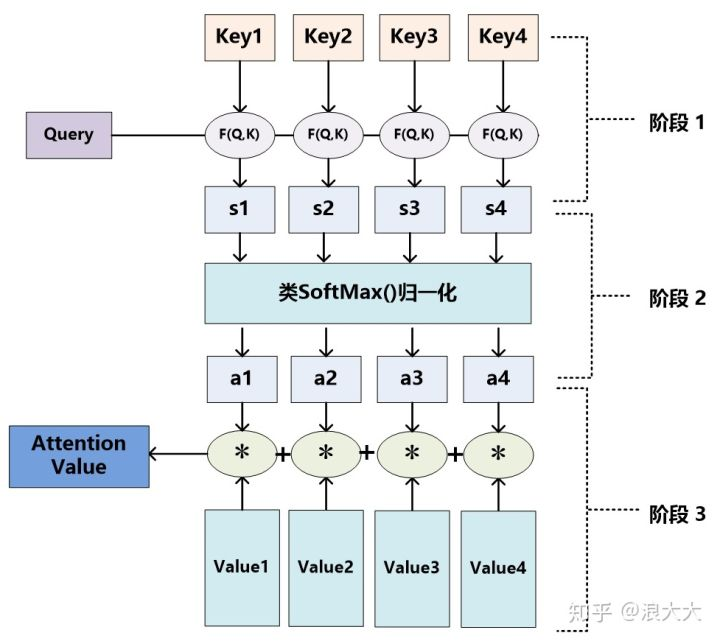 Key1 Key2 Key3 Key4
阶段 1
Query F(Q,K) F(Q,K) F(Q,K) F(Q,K)
s1 s2 s3 s4
类SoftMax()归一化
阶段 2
a1 a2 a3 a4
Attention
Value
* + * + * + *
阶段 3
Value1 Value2 Value3 Value4
知乎 @浪大大